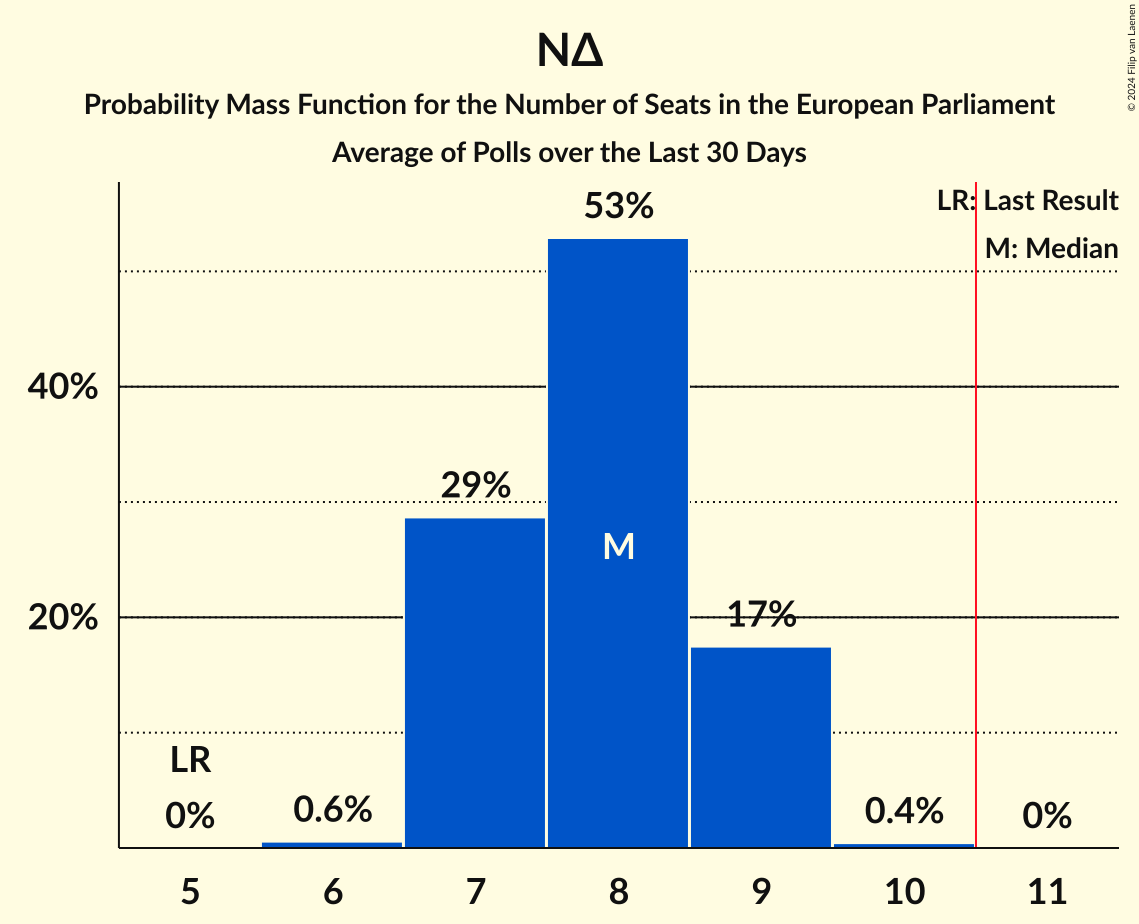 ΝΔ
Probability Mass Function for the Number of Seats in the European Parliament
Average of Polls over the Last 30 Days
© 2024 Filip van Laenen
LR: Last Result
M: Median
53%
40%
29%
M
20%
17%
LR
0%
0.6%
0.4%
0%
5 6 7 8 9 10 11